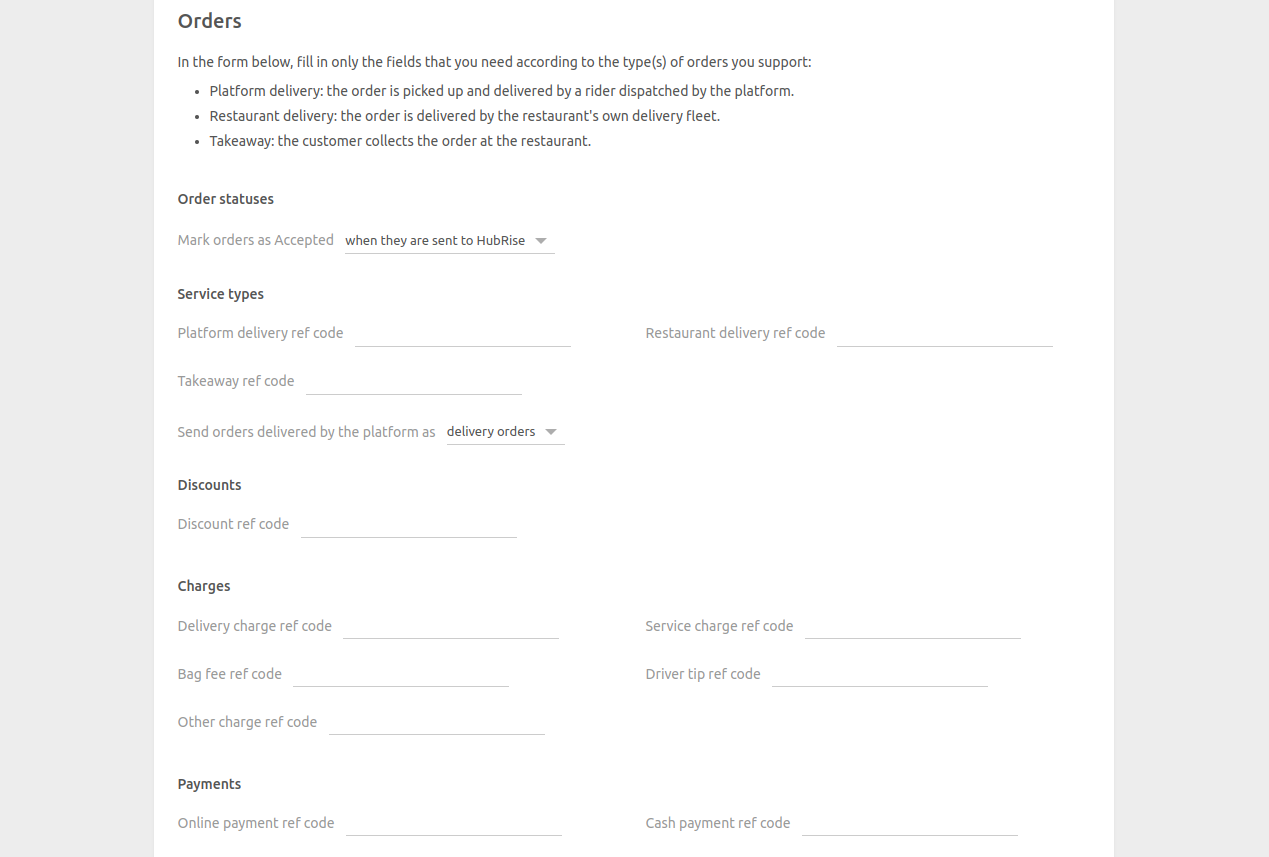 Orders
In the form below, fill in only the fields that you need according to the type(s) of orders you support:
• Platform delivery: the order is picked up and delivered by a rider dispatched by the platform.
• Restaurant delivery: the order is delivered by the restaurant's own delivery fleet.
• Takeaway: the customer collects the order at the restaurant.
Order statuses
Mark orders as Accepted when they are sent to HubRise
Service types
Platform delivery ref code Restaurant delivery ref code
Takeaway ref code
Send orders delivered by the platform as delivery orders
Discounts
Discount ref code
Charges
Delivery charge ref code Service charge ref code
Bag fee ref code Driver tip ref code
Other charge ref code
Payments
Online payment ref code Cash payment ref code